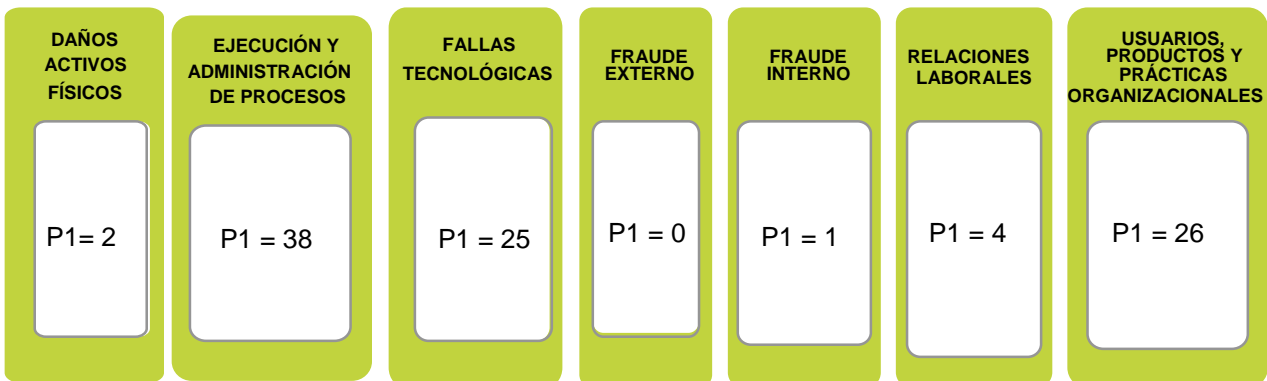 DAÑOS
ACTIVOS
FÍSICOS
P1= 2
EJECUCIÓN Y
ADMINISTRACIÓN
DE PROCESOS
P1 = 38
FALLAS
TECNOLÓGICAS
P1 = 25
FRAUDE
EXTERNO
P1 = 0
FRAUDE
INTERNO
P1 = 1
RELACIONES
LABORALES
P1 = 4
USUARIOS,
PRODUCTOS Y
PRÁCTICAS
ORGANIZACIONALES
P1 = 26